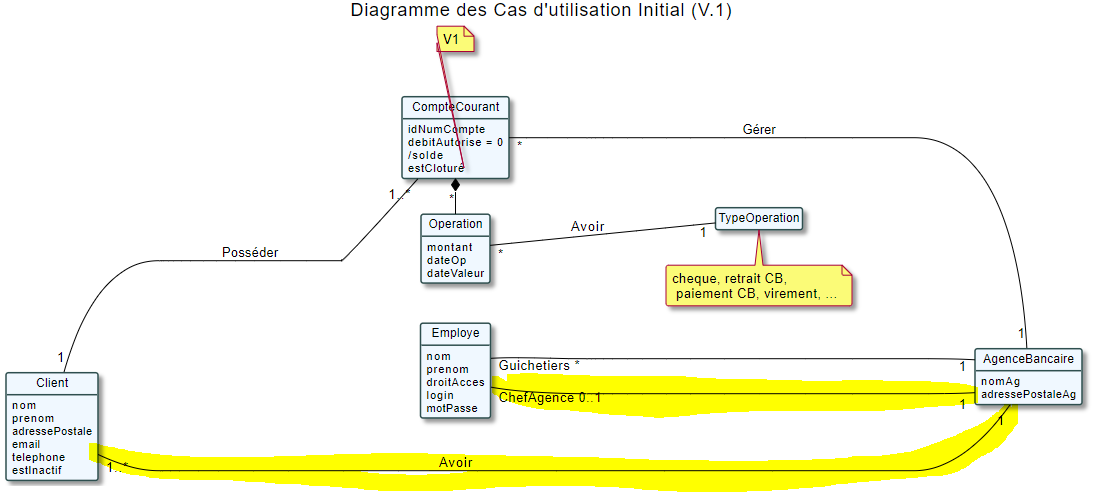 Diagramme des Cas d'utilisation Initial (V.1)
V1
CompteCourant
idNumCompte
debitAutorise = 0
/solde
estCloturé
*
Gérer
1
1..*
Posséder
1
*
Operation
montant
dateOp
dateValeur
*
Avoir
1
TypeOperation
cheque, retrait CB,
paiement CB, virement, ...
Employe
nom
prenom
droitAcces
login
motPasse
Guichetiers *
1
ChefAgence 0..1
1
AgenceBancaire
nomAg
adressePostaleAg
Client
nom
prenom
adressePostale
email
telephone
estInactif
1..*
Avoir
1